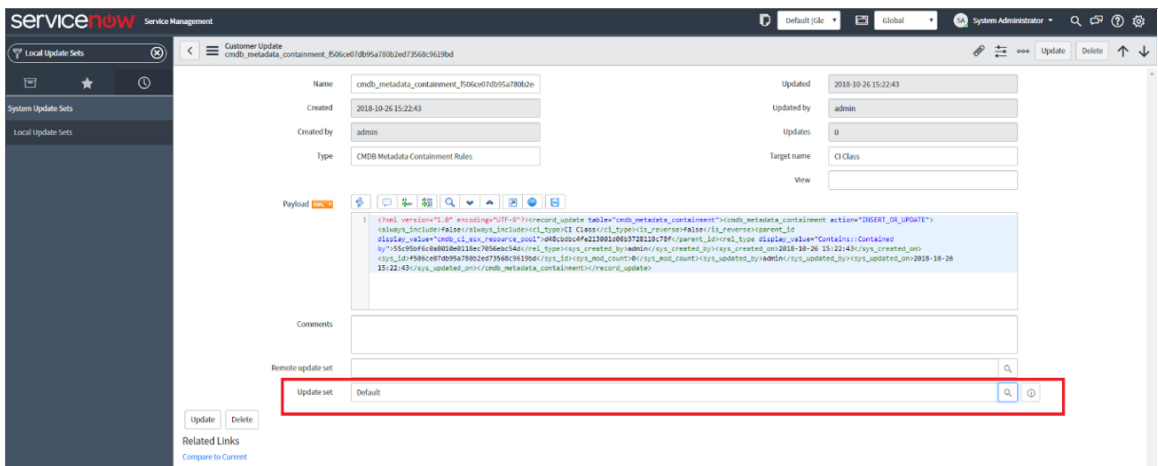 servicenow Service Management
Default [Glc
Global
SA System Administrator
Local Update Sets
Customer Update
cmdb_metadata_containment_f506ce07db95a780b2ed73568c9619bd
Update Delete
System Update Sets
Local Update Sets
Name cmdb_metadata_containment_f506ce07db95a780b2e
Updated 2018-10-26 15:22:43
Created 2018-10-26 15:22:43
Updated by admin
Created by admin
Updates 0
Type CMDB Metadata Containment Rules
Target name CI Class
View
Payload XML
1 <?xml version="1.0" encoding="UTF-8"?><record_update table="cmdb_metadata_containment"><cmdb_metadata_containment action="INSERT_OR_UPDATE">
<always_include>false</always_include><ci_type>CI Class</ci_type><is_reverse>false</is_reverse><parent_id
display_value="cmdb_ci_esx_resource_pool">d48cbdbc4fe213001d06b3728110c78f</parent_id><rel_type display_value="Contains::Contained
by">55c95bf6c0a8010e0118ec7056ebc54d</rel_type><sys_created_by>admin</sys_created_by><sys_created_on>2018-10-26 15:22:43</sys_created_on>
<sys_id>f506ce07db95a780b2ed73568c9619bd</sys_id><sys_mod_count>0</sys_mod_count><sys_updated_by>admin</sys_updated_by><sys_updated_on>2018-10-26
15:22:43</sys_updated_on></cmdb_metadata_containment></record_update>
Comments
Remote update set
Update set Default
Update Delete
Related Links
Compare to Current